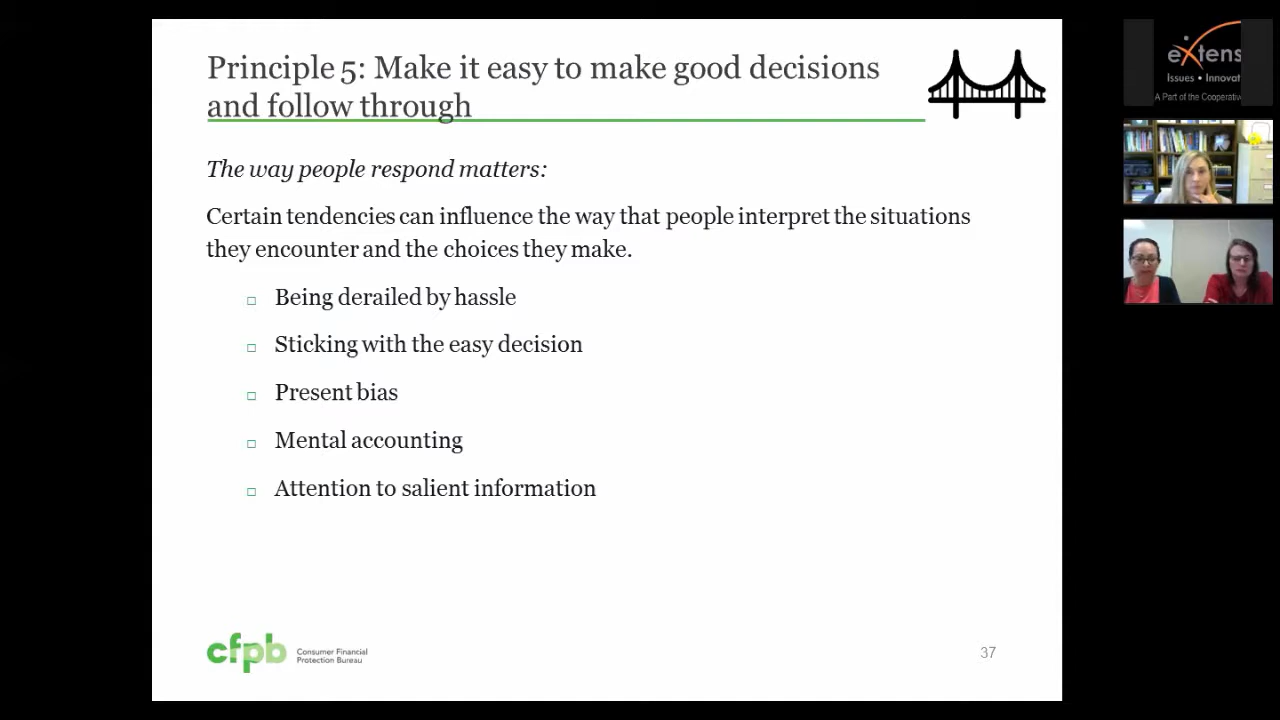 Principle 5: Make it easy to make good decisions
and follow through
The way people respond matters:
Certain tendencies can influence the way that people interpret the situations
they encounter and the choices they make.
Being derailed by hassle
Sticking with the easy decision
Present bias
Mental accounting
Attention to salient information
cfpb
Consumer Financial
Protection Bureau
37
eXtens
Issues • Innovat
A Part of the Cooperativ